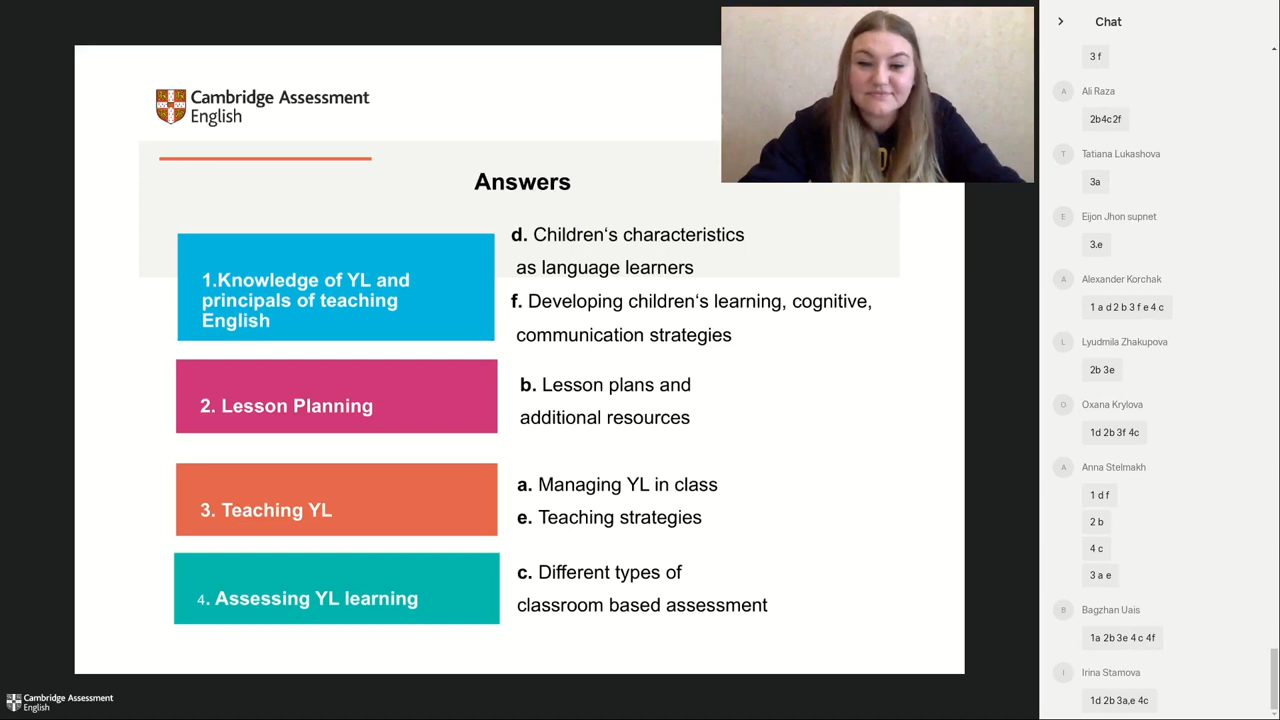 Cambridge Assessment
English
Answers
1.Knowledge of YL and
principals of teaching
English
d. Children‘s characteristics
as language learners
f. Developing children‘s learning, cognitive,
communication strategies
2. Lesson Planning
b. Lesson plans and
additional resources
3. Teaching YL
a. Managing YL in class
e. Teaching strategies
4. Assessing YL learning
c. Different types of
classroom based assessment
Cambridge Assessment
English
Chat
3 f
A
Ali Raza
2b4c2f
T
Tatiana Lukashova
3a
E
Eijon Jhon supnet
3.e
A
Alexander Korchak
1 a d 2 b 3 f e 4 c
L
Lyudmila Zhakupova
2b 3e
O
Oxana Krylova
1d 2b 3f 4c
A
Anna Stelmakh
1 d f
2 b
4 c
3 a e
B
Bagzhan Uais
1a 2b 3e 4 c 4f
I
Irina Stamova
1d 2b 3a,e 4c